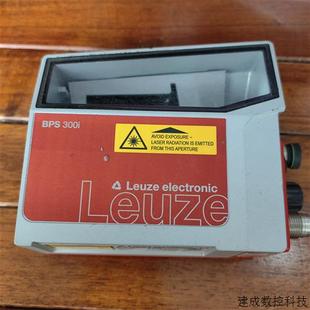 BPS 300i
AVOID EXPOSURE –
LASER RADIATION IS EMITTED
FROM THIS APERTURE
Leuze electronic
Leuze
建成数控科技